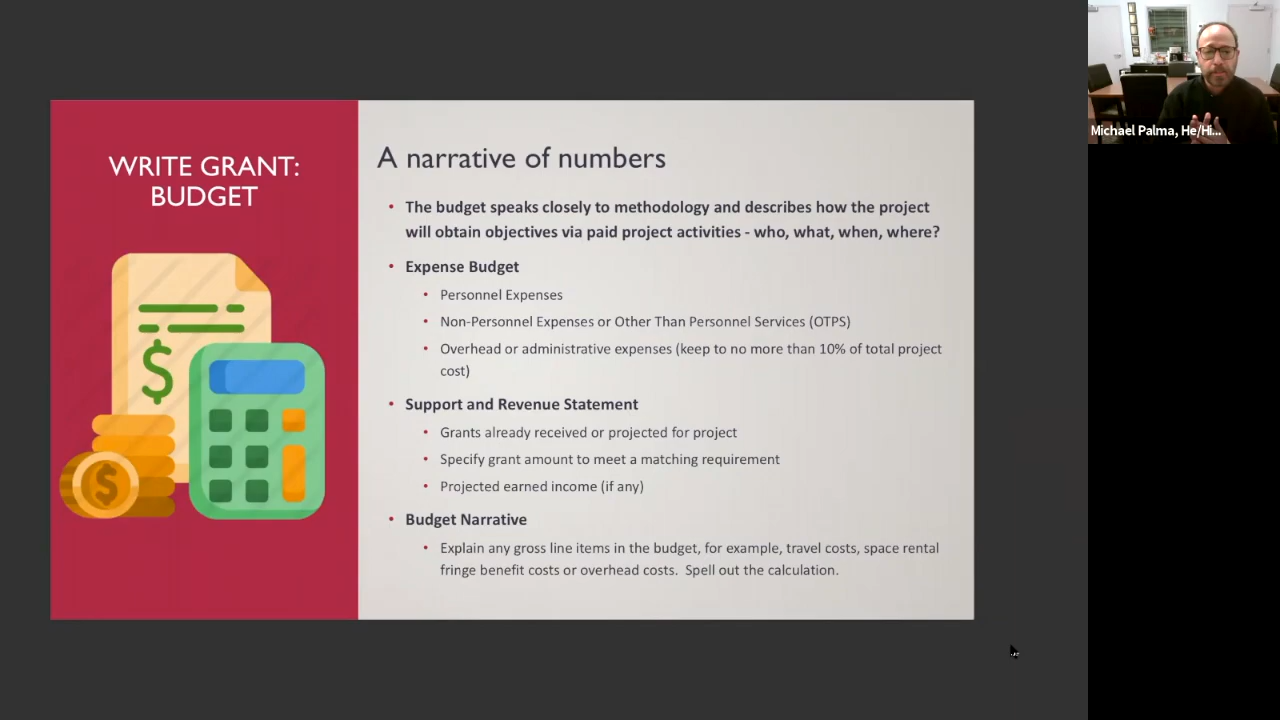 WRITE GRANT:
BUDGET
A narrative of numbers
• The budget speaks closely to methodology and describes how the project
will obtain objectives via paid project activities - who, what, when, where?
• Expense Budget
• Personnel Expenses
• Non-Personnel Expenses or Other Than Personnel Services (OTPS)
• Overhead or administrative expenses (keep to no more than 10% of total project
cost)
• Support and Revenue Statement
• Grants already received or projected for project
• Specify grant amount to meet a matching requirement
• Projected earned income (if any)
• Budget Narrative
• Explain any gross line items in the budget, for example, travel costs, space rental
fringe benefit costs or overhead costs.  Spell out the calculation.
$
$
Michael Palma, He/Hi...